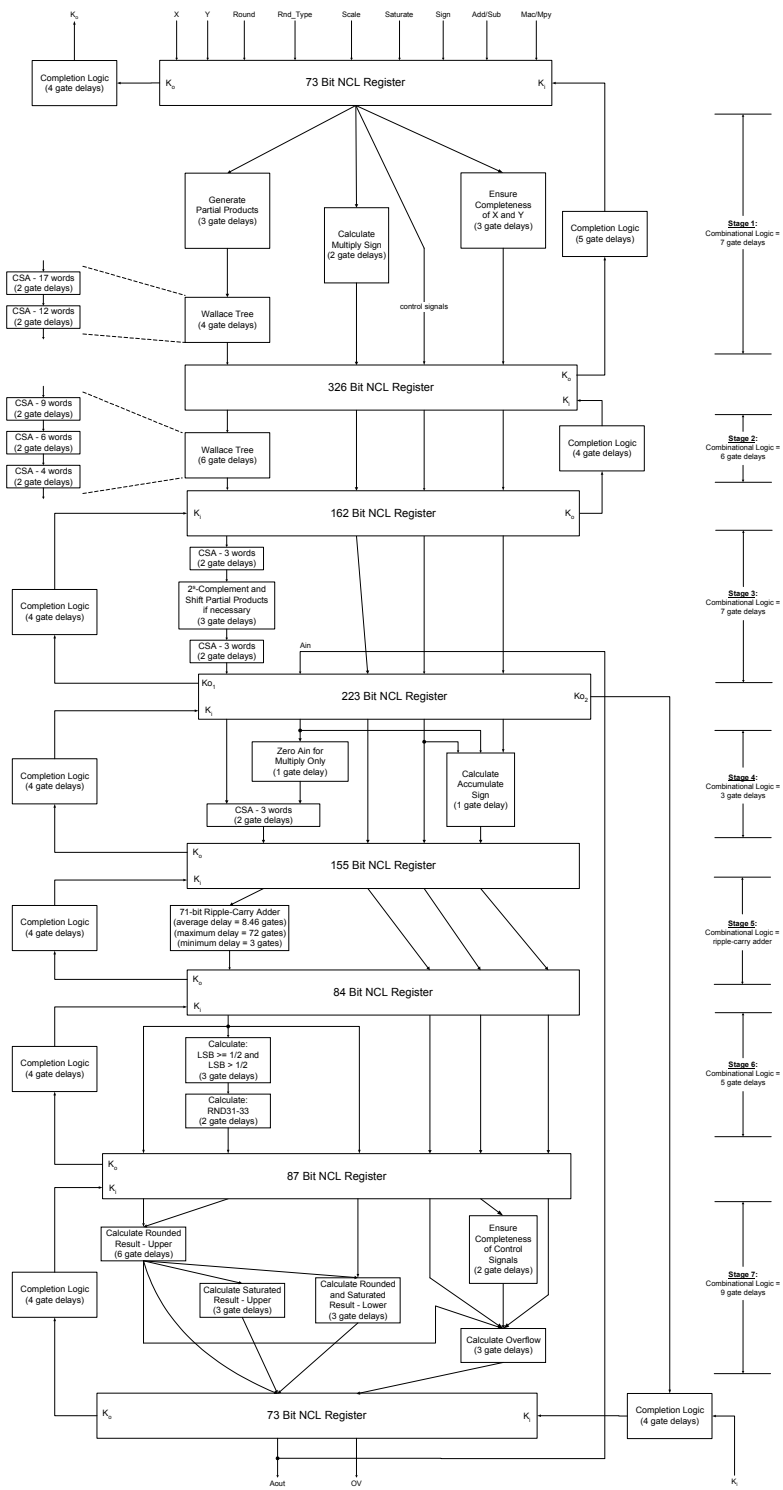 Ko
X Y Round Rnd_Type Scale Saturate Sign Add/Sub Mac/Mpy
Completion Logic
(4 gate delays)
Ko
73 Bit NCL Register
Ki
Generate
Partial Products
(3 gate delays)
Calculate
Multiply Sign
(2 gate delays)
Ensure
Completeness
of X and Y
(3 gate delays)
Completion Logic
(5 gate delays)
Stage 1:
Combinational Logic =
7 gate delays
CSA - 17 words
(2 gate delays)
CSA - 12 words
(2 gate delays)
Wallace Tree
(4 gate delays)
control signals
326 Bit NCL Register
Ko
Ki
CSA - 9 words
(2 gate delays)
CSA - 6 words
(2 gate delays)
CSA - 4 words
(2 gate delays)
Wallace Tree
(6 gate delays)
Completion Logic
(4 gate delays)
Stage 2:
Combinational Logic =
6 gate delays
Ki
162 Bit NCL Register
Ko
CSA - 3 words
(2 gate delays)
2s-Complement and
Shift Partial Products
if necessary
(3 gate delays)
CSA - 3 words
(2 gate delays)
Completion Logic
(4 gate delays)
Ain
Stage 3:
Combinational Logic =
7 gate delays
Ko1
Ki
223 Bit NCL Register
Ko2
Completion Logic
(4 gate delays)
Zero Ain for
Multiply Only
(1 gate delay)
CSA - 3 words
(2 gate delays)
Calculate
Accumulate
Sign
(1 gate delay)
Stage 4:
Combinational Logic =
3 gate delays
Ko
Ki
155 Bit NCL Register
Completion Logic
(4 gate delays)
71-bit Ripple-Carry Adder
(average delay = 8.46 gates)
(maximum delay = 72 gates)
(minimum delay = 3 gates)
Stage 5:
Combinational Logic =
ripple-carry adder
Ko
Ki
84 Bit NCL Register
Completion Logic
(4 gate delays)
Calculate:
LSB >= 1/2 and
LSB > 1/2
(3 gate delays)
Calculate:
RND31-33
(2 gate delays)
Stage 6:
Combinational Logic =
5 gate delays
Ko
Ki
87 Bit NCL Register
Completion Logic
(4 gate delays)
Calculate Rounded
Result - Upper
(6 gate delays)
Ensure
Completeness
of Control
Signals
(2 gate delays)
Calculate Saturated
Result - Upper
(3 gate delays)
Calculate Rounded
and Saturated
Result - Lower
(3 gate delays)
Calculate Overflow
(3 gate delays)
Stage 7:
Combinational Logic =
9 gate delays
Ko
73 Bit NCL Register
Ki
Completion Logic
(4 gate delays)
Aout
OV
Ki